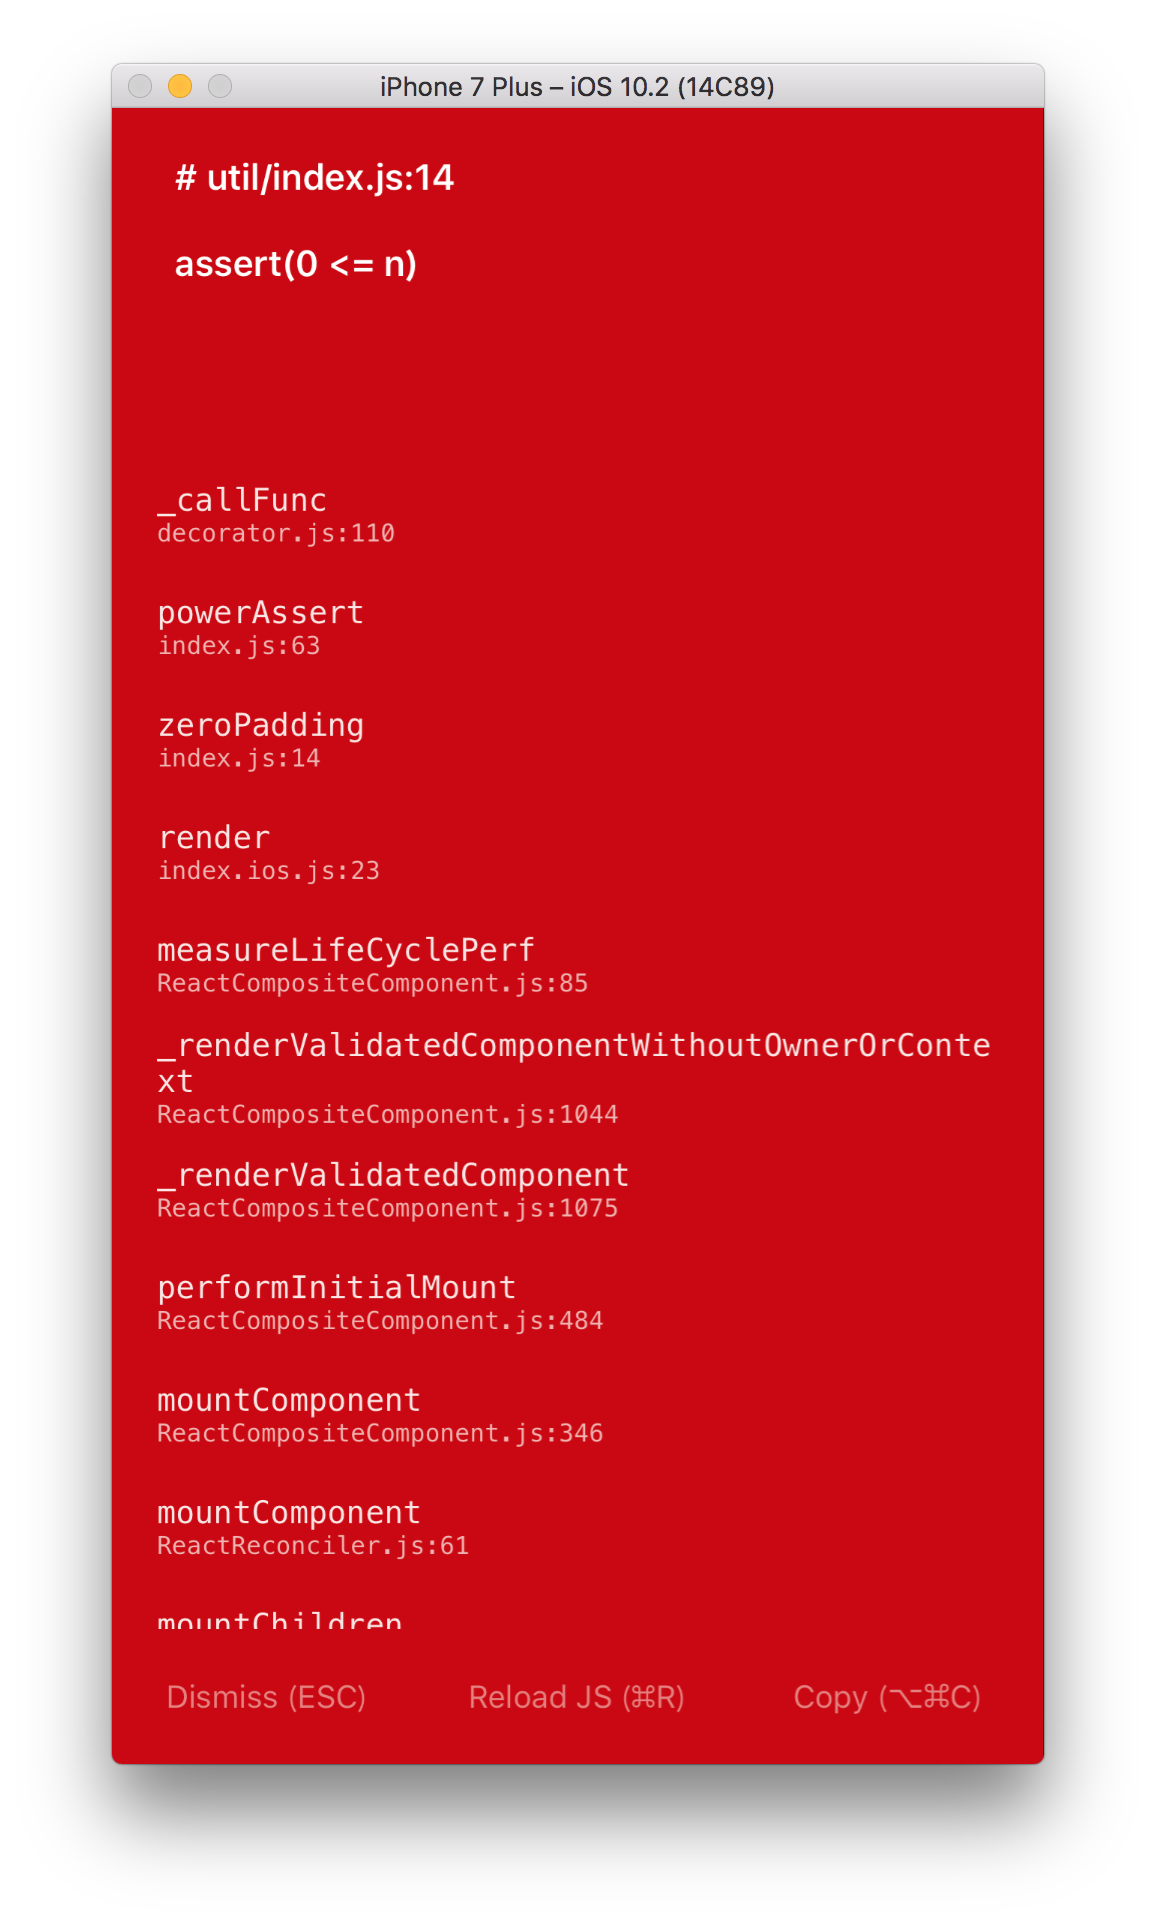 iPhone 7 Plus – iOS 10.2 (14C89)
# util/index.js:14
assert(0 <= n)
_callFunc
decorator.js:110
powerAssert
index.js:63
zeroPadding
index.js:14
render
index.ios.js:23
measureLifeCyclePerf
ReactCompositeComponent.js:85
_renderValidatedComponentWithoutOwnerOrConte
xt
ReactCompositeComponent.js:1044
_renderValidatedComponent
ReactCompositeComponent.js:1075
performInitialMount
ReactCompositeComponent.js:484
mountComponent
ReactCompositeComponent.js:346
mountComponent
ReactReconciler.js:61
mountChildren
Dismiss (ESC) Reload JS (⌘R) Copy (⌥⌘C)